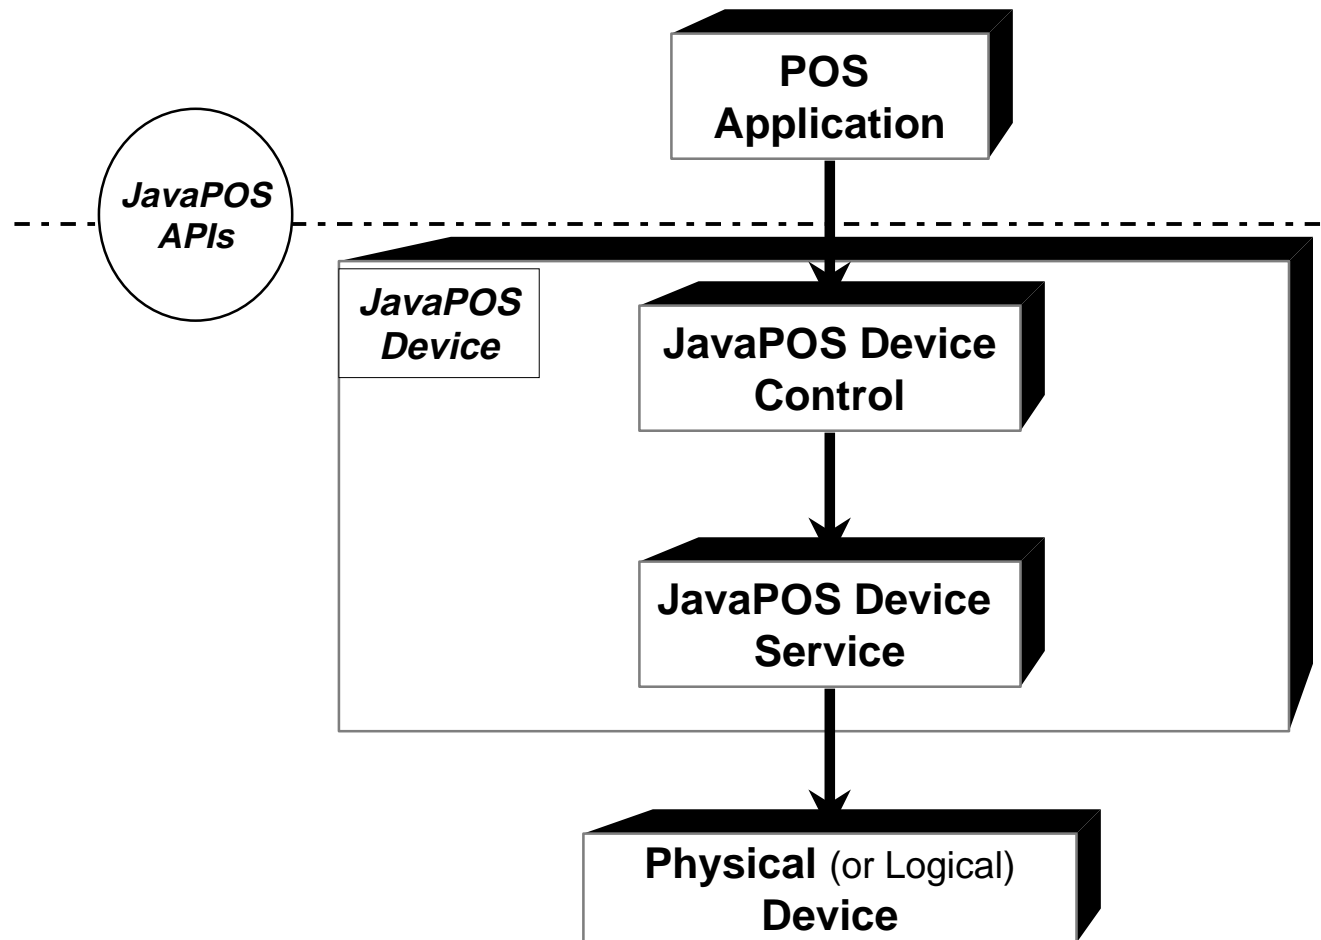 POS
Application
JavaPOS
APIs
JavaPOS
Device
JavaPOS Device
Control
JavaPOS Device
Service
Physical (or Logical)
Device